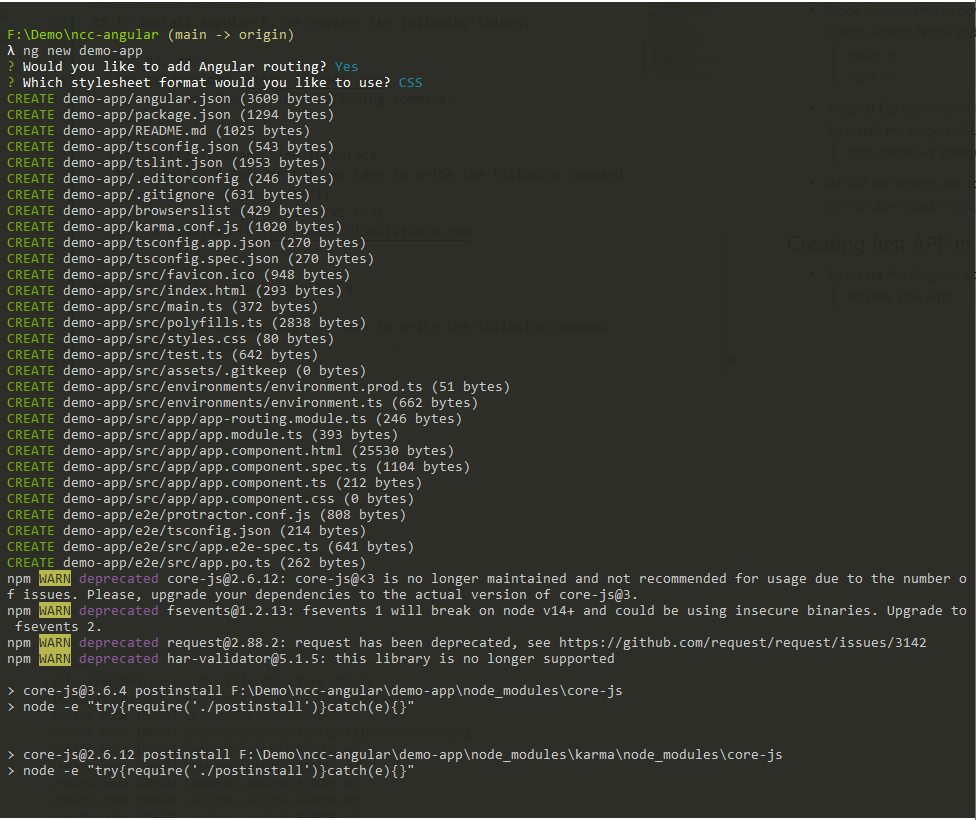 ## To install Angular 8, we require the following things:
F:\Demo\ncc-angular (main -> origin)
λ ng new demo-app
? Would you like to add Angular routing? Yes
? Which stylesheet format would you like to use? CSS
CREATE demo-app/angular.json (3609 bytes)
CREATE demo-app/package.json (1294 bytes)
CREATE demo-app/README.md (1025 bytes)
CREATE demo-app/tsconfig.json (543 bytes)
CREATE demo-app/tslint.json (1953 bytes)
CREATE demo-app/.editorconfig (246 bytes)
CREATE demo-app/.gitignore (631 bytes)
CREATE demo-app/browserslist (429 bytes)
CREATE demo-app/karma.conf.js (1020 bytes)
CREATE demo-app/tsconfig.app.json (270 bytes)
CREATE demo-app/tsconfig.spec.json (270 bytes)
CREATE demo-app/src/favicon.ico (948 bytes)
CREATE demo-app/src/index.html (293 bytes)
CREATE demo-app/src/main.ts (372 bytes)
CREATE demo-app/src/polyfills.ts (2838 bytes)
CREATE demo-app/src/styles.css (80 bytes)
CREATE demo-app/src/test.ts (642 bytes)
CREATE demo-app/src/assets/.gitkeep (0 bytes)
CREATE demo-app/src/environments/environment.prod.ts (51 bytes)
CREATE demo-app/src/environments/environment.ts (662 bytes)
CREATE demo-app/src/app/app-routing.module.ts (246 bytes)
CREATE demo-app/src/app/app.module.ts (393 bytes)
CREATE demo-app/src/app/app.component.html (25530 bytes)
CREATE demo-app/src/app/app.component.spec.ts (1104 bytes)
CREATE demo-app/src/app/app.component.ts (212 bytes)
CREATE demo-app/src/app/app.component.css (0 bytes)
CREATE demo-app/e2e/protractor.conf.js (808 bytes)
CREATE demo-app/e2e/tsconfig.json (214 bytes)
CREATE demo-app/e2e/src/app.e2e-spec.ts (641 bytes)
CREATE demo-app/e2e/src/app.po.ts (262 bytes)
npm WARN deprecated core-js@2.6.12: core-js@<3 is no longer maintained and not recommended for usage due to the number o
f issues. Please, upgrade your dependencies to the actual version of core-js@3.
npm WARN deprecated fsevents@1.2.13: fsevents 1 will break on node v14+ and could be using insecure binaries. Upgrade to
fsevents 2.
npm WARN deprecated request@2.88.2: request has been deprecated, see https://github.com/request/request/issues/3142
npm WARN deprecated har-validator@5.1.5: this library is no longer supported
> core-js@3.6.4 postinstall F:\Demo\ncc-angular\demo-app\node_modules\core-js
> node -e "try{require('./postinstall')}catch(e){}"
> core-js@2.6.12 postinstall F:\Demo\ncc-angular\demo-app\node_modules\karma\node_modules\core-js
> node -e "try{require('./postinstall')}catch(e){}"
Creating first APP in